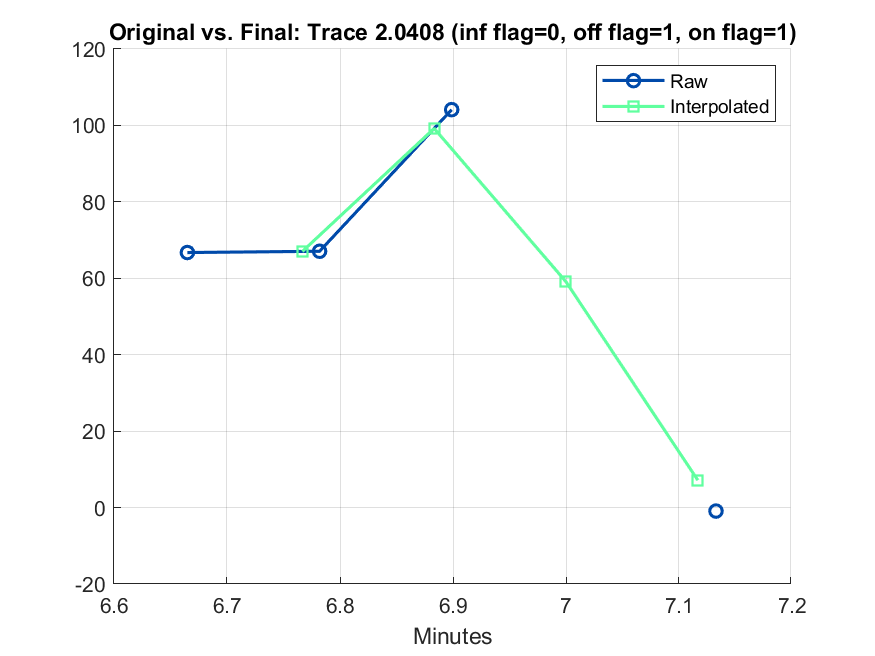 Original vs. Final: Trace 2.0408 (inf flag=0, off flag=1, on flag=1)
120
Raw
Interpolated
100
80
60
40
20
0
-20
6.6 6.7 6.8 6.9 7 7.1 7.2
Minutes